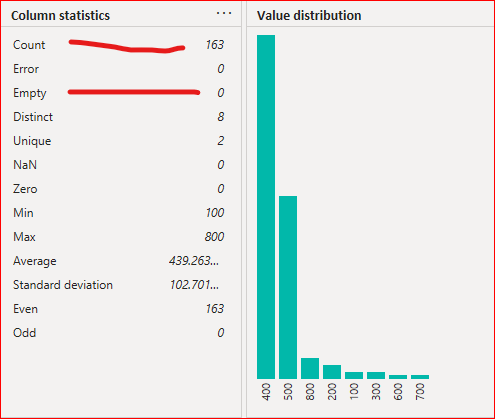 Column statistics ...
Count 163
Error 0
Empty 0
Distinct 8
Unique 2
NaN 0
Zero 0
Min 100
Max 800
Average 439.263...
Standard deviation 102.701...
Even 163
Odd 0
Value distribution
400 500 800 200 100 300 600 700